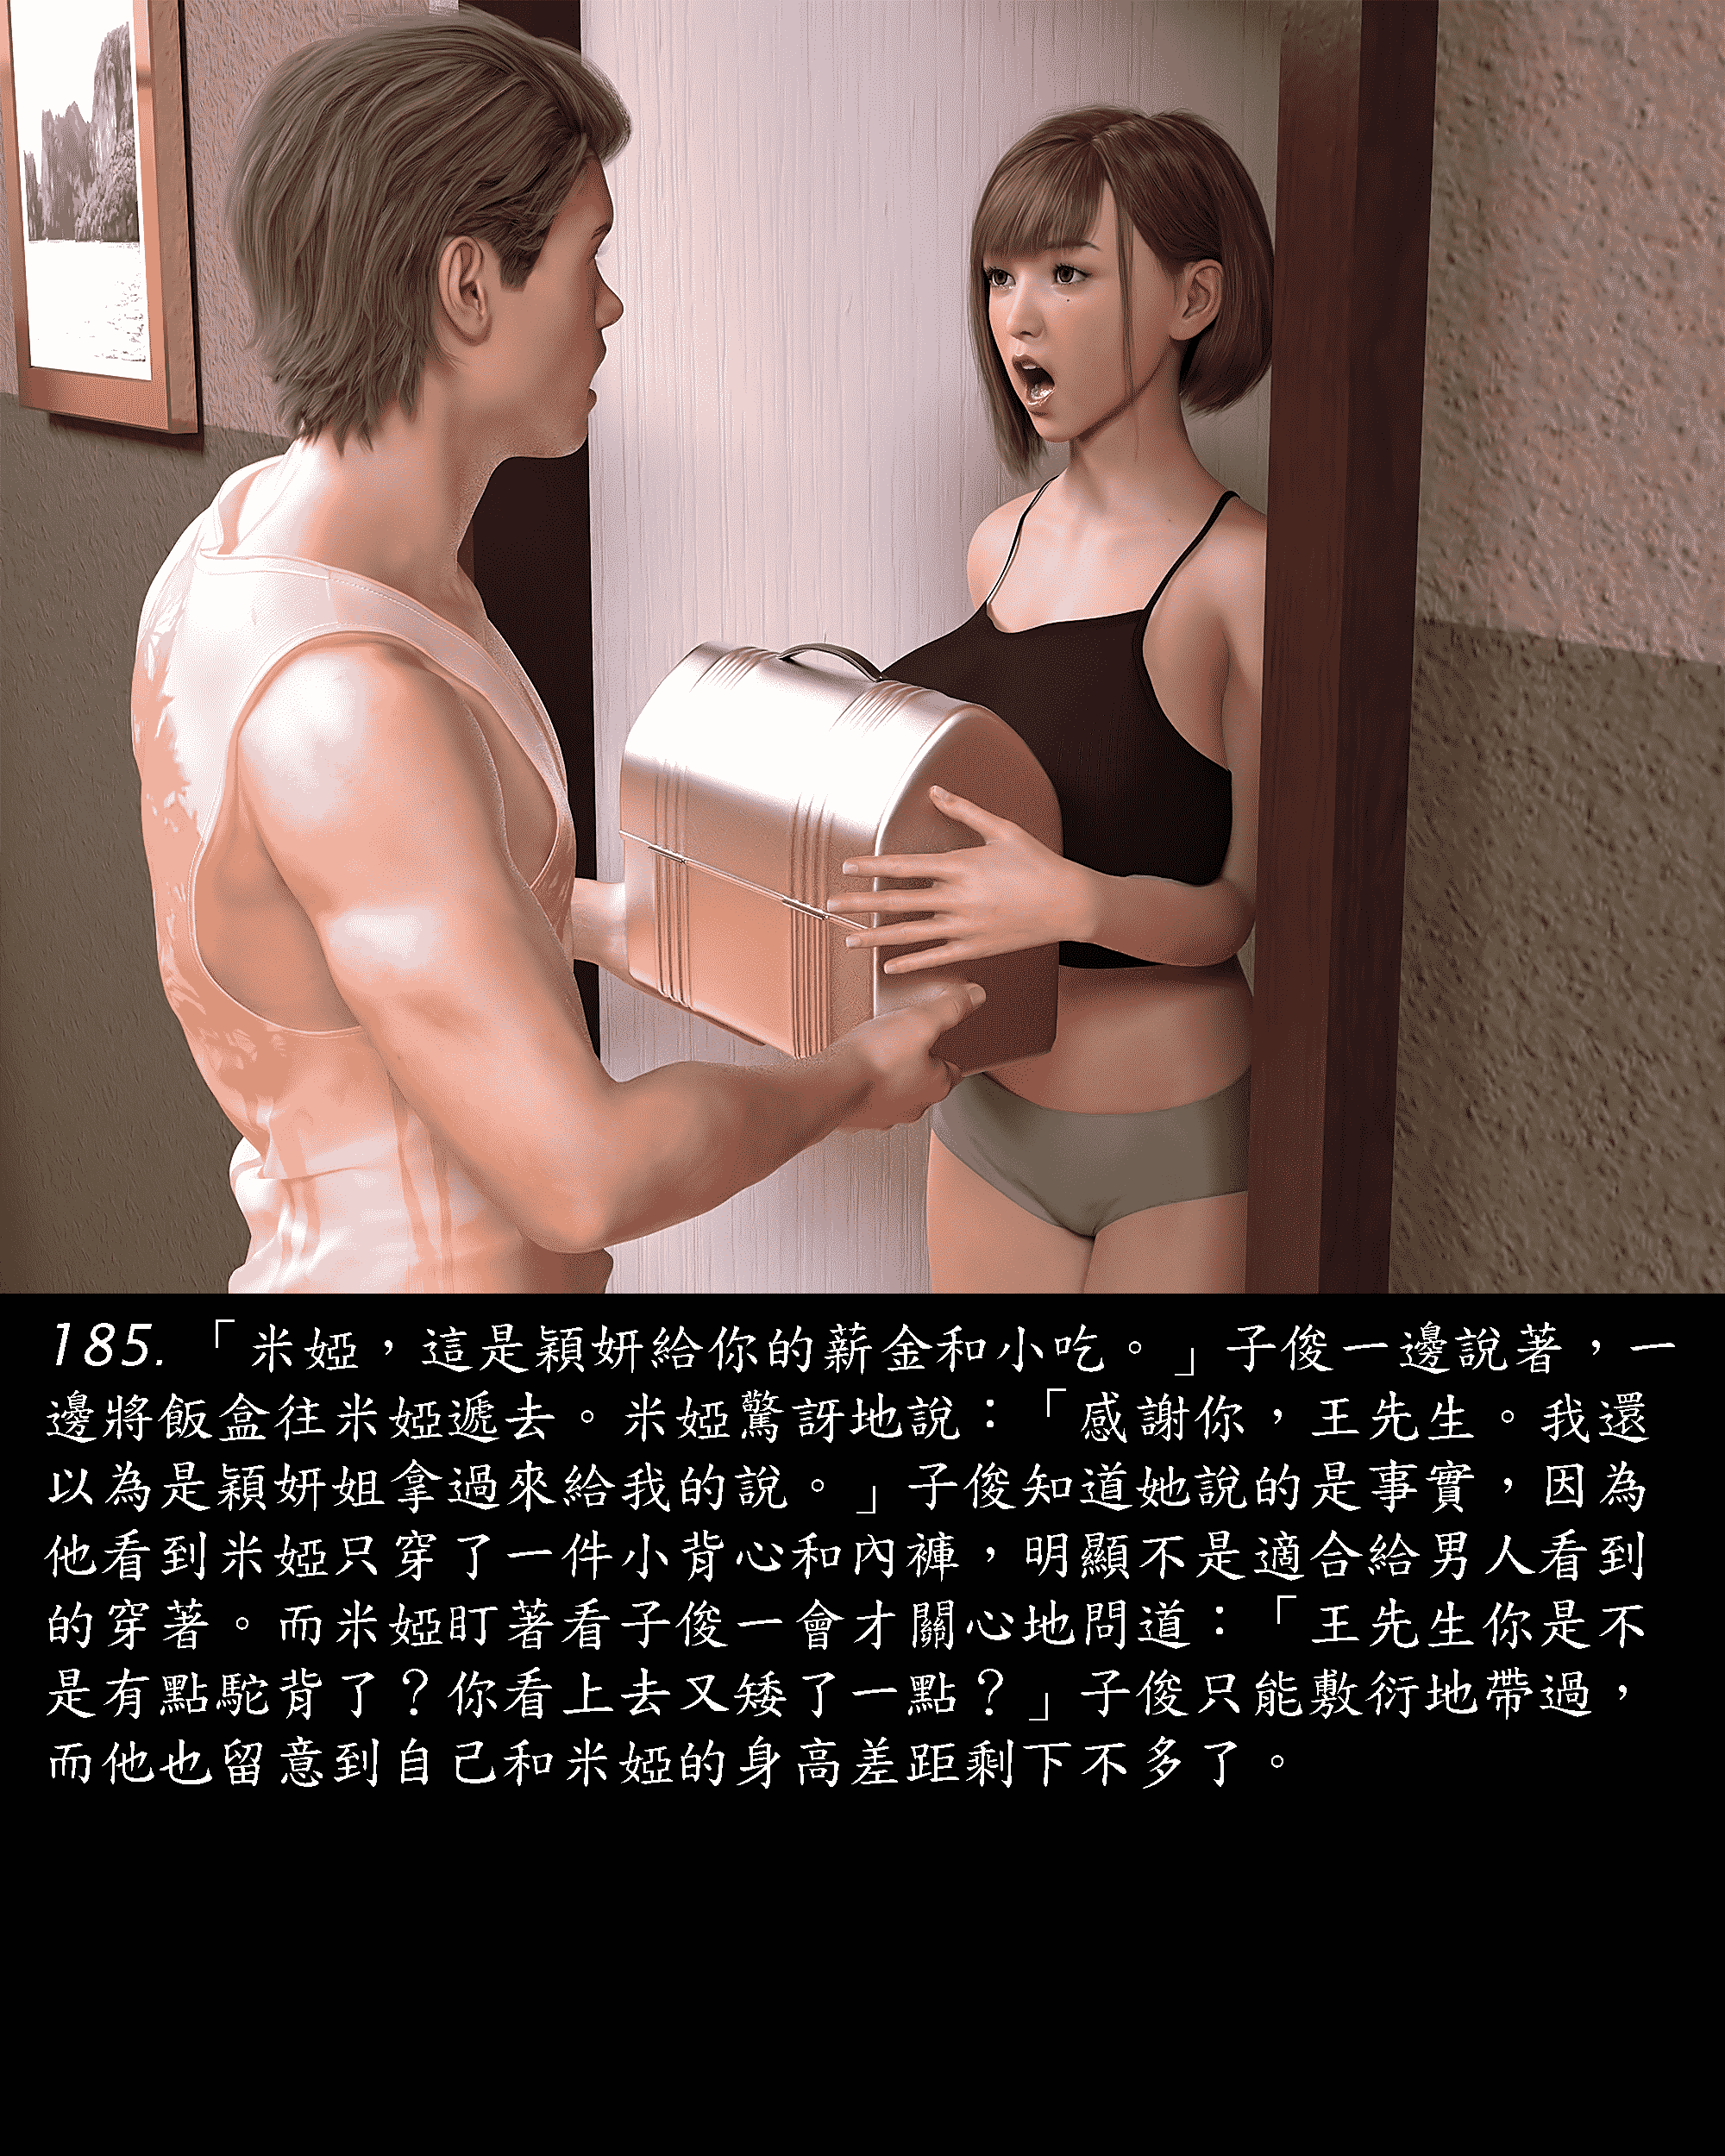 185.「米婭，這是穎妍給你的薪金和小吃。」子俊一邊說著，一
邊將飯盒往米婭遞去。米婭驚訝地說：「感謝你，王先生。我還
以為是穎妍姐拿過來給我的說。」子俊知道她說的是事實，因為
他看到米婭只穿了一件小背心和內褲，明顯不是適合給男人看到
的穿著。而米婭盯著看子俊一會才關心地問道：「王先生你是不
是有點駝背了？你看上去又矮了一點？」子俊只能敷衍地帶過，
而他也留意到自己和米婭的身高差距剩下不多了。